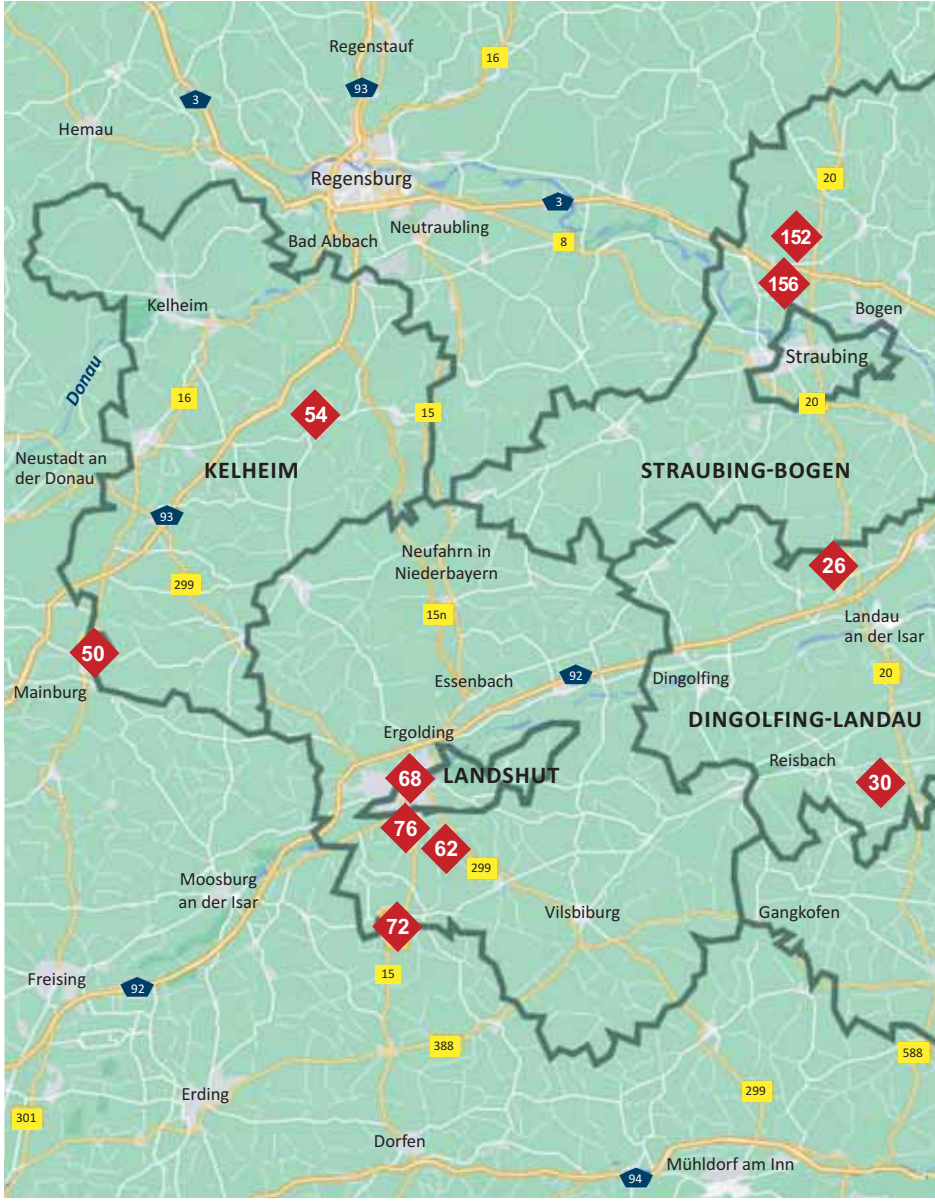 Regenstauf
16
93
3
Hemau
Regensburg
20
3
Neutraubling
8
152
Bad Abbach
156
Kelheim
Bogen
Straubing
Donau
16
54
15
20
Neustadt an
der Donau
KELHEIM
STRAUBING-BOGEN
93
Neufahrn in
Niederbayern
26
299
15n
Landau
an der Isar
50
Mainburg
Essenbach
92
Dingolfing
20
DINGOLFING-LANDAU
Ergolding
Reisbach
68
LANDSHUT
30
76
62
299
Moosburg
an der Isar
72
Vilsbiburg
Gangkofen
Freising
92
15
388
588
Erding
299
301
Dorfen
94
Mühldorf am Inn